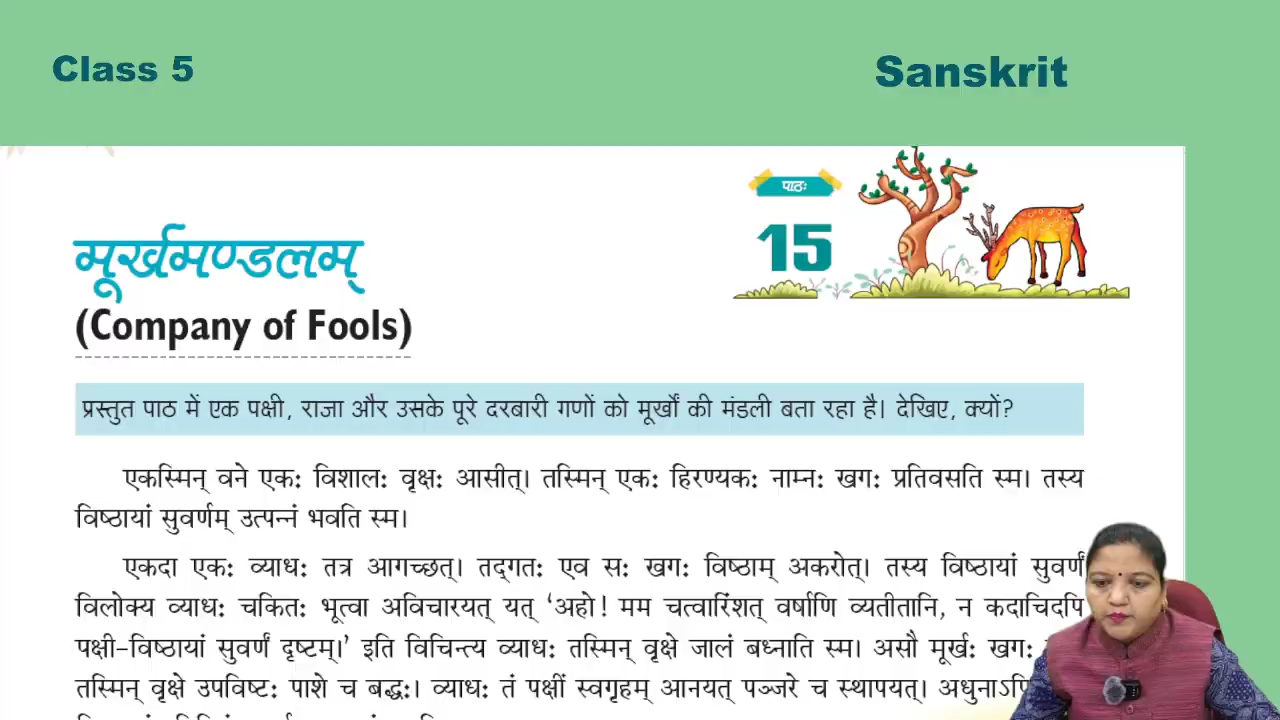 Class 5
Sanskrit
पाठः
15
मूर्खमण्डलम्
(Company of Fools)
प्रस्तुत पाठ में एक पक्षी, राजा और उसके पूरे दरबारी गणों को मूर्खों की मंडली बता रहा है। देखिए, क्यों?
एकस्मिन् वने एकः विशालः वृक्षः आसीत्। तस्मिन् एकः हिरण्यकः नाम्नः खगः प्रतिवसति स्म। तस्य
विष्ठायां सुवर्णम् उत्पन्नं भवति स्म।
एकदा एकः व्याधः तत्र आगच्छत्। तद्गतः एव सः खगः विष्ठाम् अकरोत्। तस्य विष्ठायां सुवर्णं
विलोक्य व्याधः चकितः भूत्वा अविचारयत् यत् ‘अहो! मम चत्वारिंशत् वर्षाणि व्यतीतानि, न कदाचिदपि
पक्षी-विष्ठायां सुवर्णं दृष्टम्।’ इति विचिन्त्य व्याधः तस्मिन् वृक्षे जालं बध्नाति स्म। असौ मूर्खः खगः
तस्मिन् वृक्षे उपविष्टः पाशे च बद्धः। व्याधः तं पक्षीं स्वगृहम् आनयत् पञ्जरे च स्थापयत्।